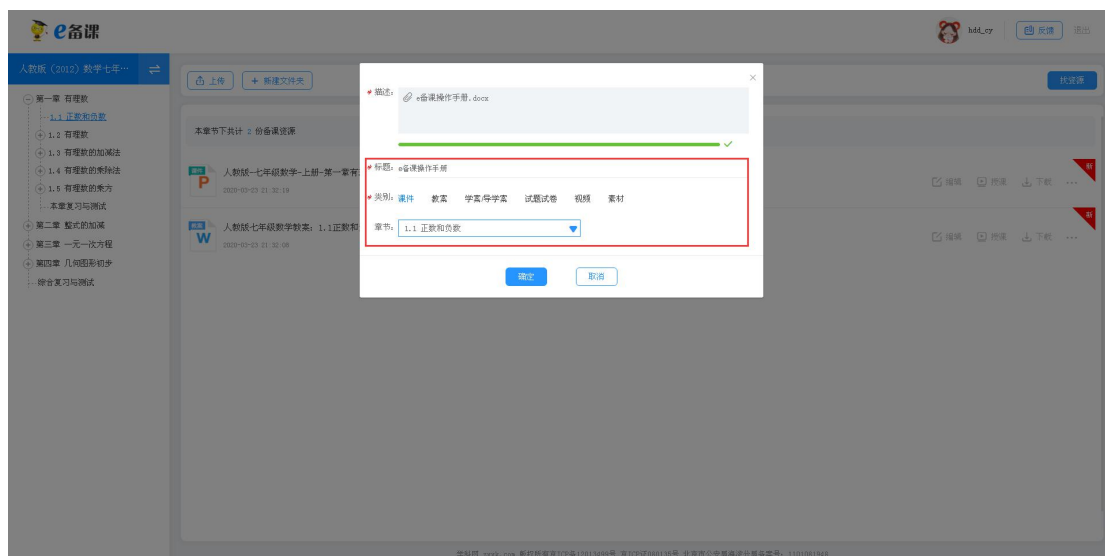 e备课
hdd_cy
反馈
退出
人教版（2012）数学七年…
上传
+ 新建文件夹
找资源
第一章 有理数
1.1 正数和负数
1.2 有理数
1.3 有理数的加减法
1.4 有理数的乘除法
1.5 有理数的乘方
本章复习与测试
第二章 整式的加减
第三章 一元一次方程
第四章 几何图形初步
综合复习与测试
本章节下共计 2 份备课资源
课件
P
人教版-七年级数学-上册-第一章有
2020-03-23 21:32:10
编辑
授课
下载
...
新
教案
W
人教版七年级数学教案：1.1正数和
2020-03-23 21:32:06
编辑
授课
下载
...
新
* 描述：
e备课操作手册.docx
* 标题：
e备课操作手册
* 类别：
课件 教案 学案/导学案 试题试卷 视频 素材
章节：
1.1 正数和负数
确定
取消